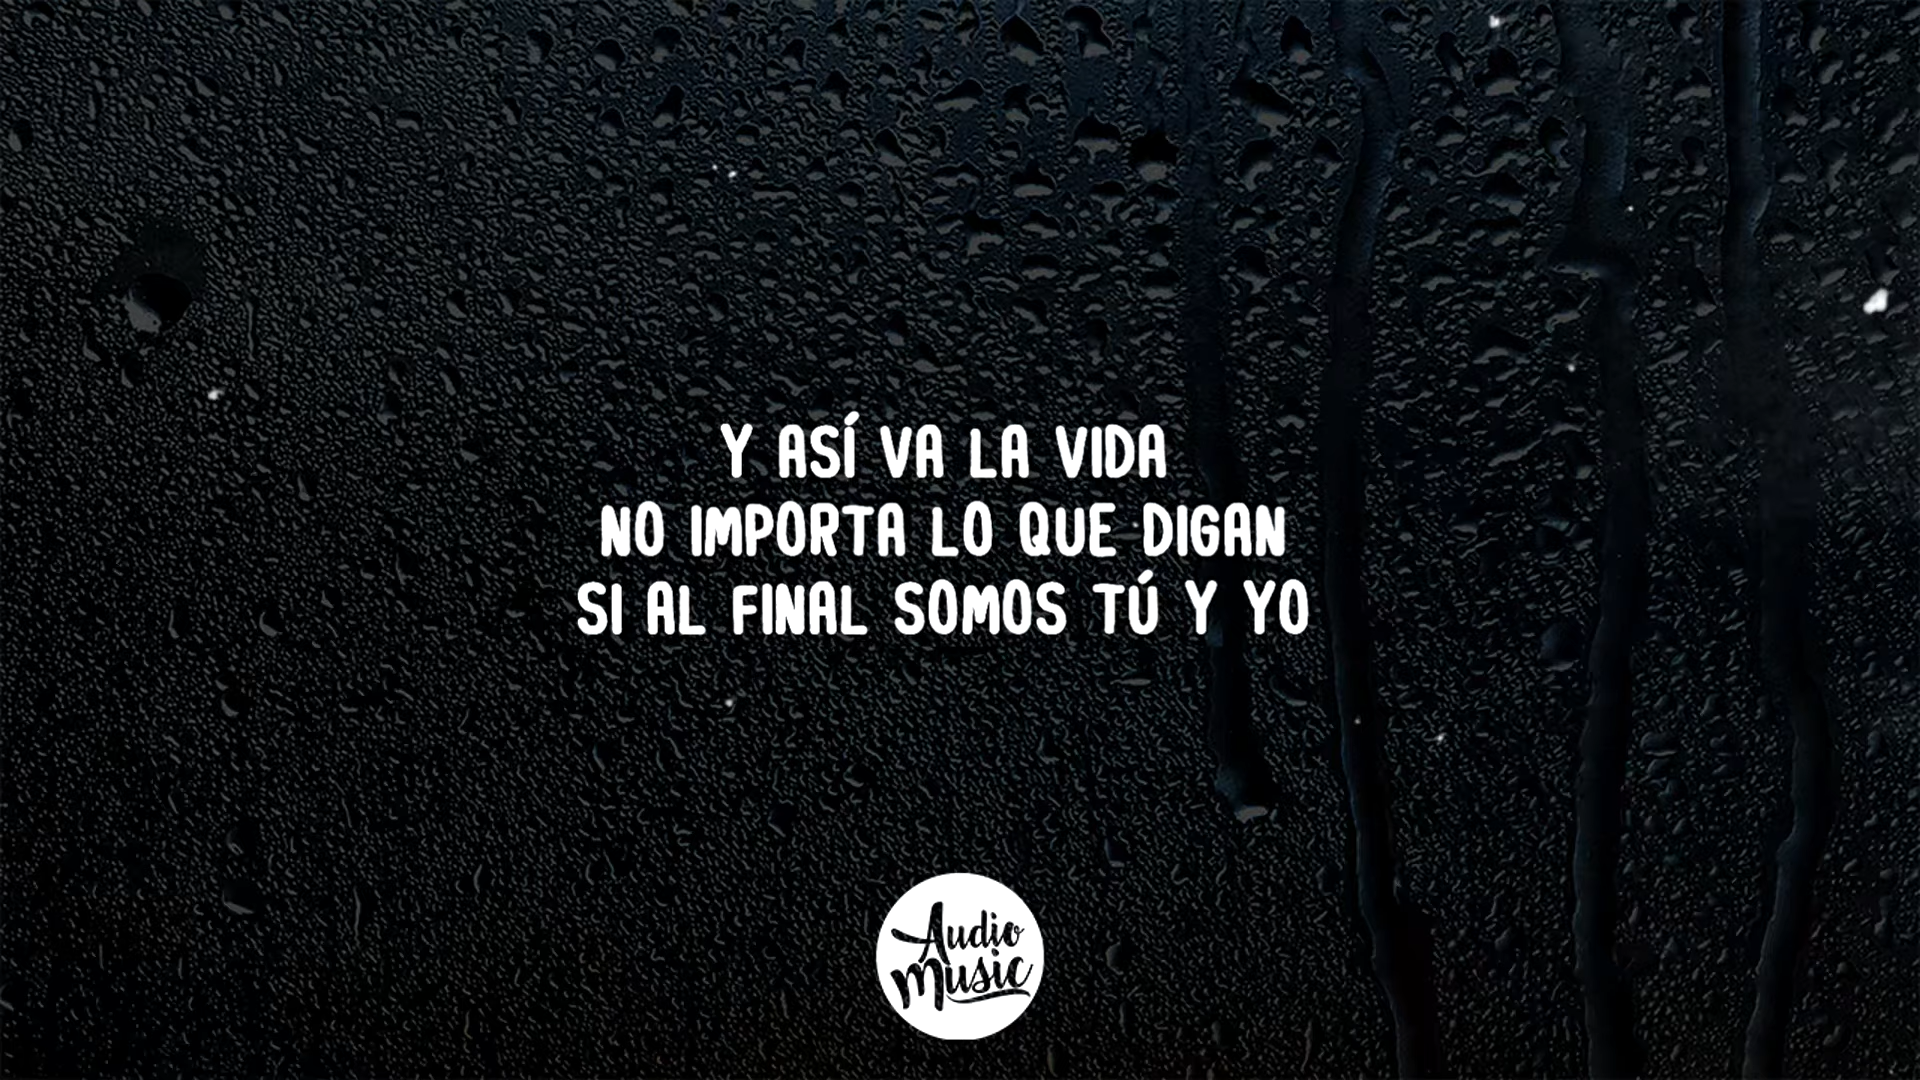 Y ASÍ VA LA VIDA
NO IMPORTA LO QUE DIGAN
SI AL FINAL SOMOS TÚ Y YO
Audio
Music